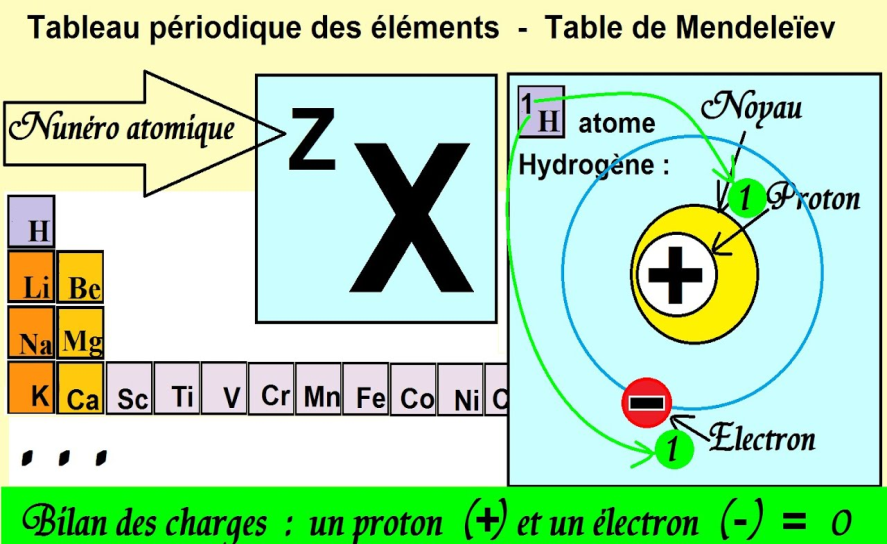 Tableau périodique des éléments - Table de Mendeleïev
Nunéro atomique
Z
X
1
H atome
Hydrogène :
Noyau
1 Proton
+
-
Electron
1
H
Li Be
Na Mg
K Ca Sc Ti V Cr Mn Fe Co Ni C
...
Bilan des charges : un proton (+) et un électron (-) = 0